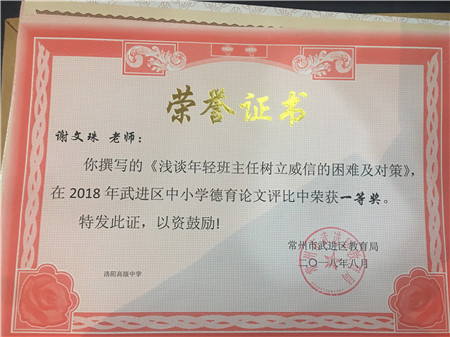 荣誉证书
谢文珠 老师：
你撰写的《浅谈年轻班主任树立威信的困难及对策》，
在2018年武进区中小学德育论文评比中荣获一等奖。
特发此证，以资鼓励！
常州市武进区教育局
二〇一八年八月
洛阳高级中学